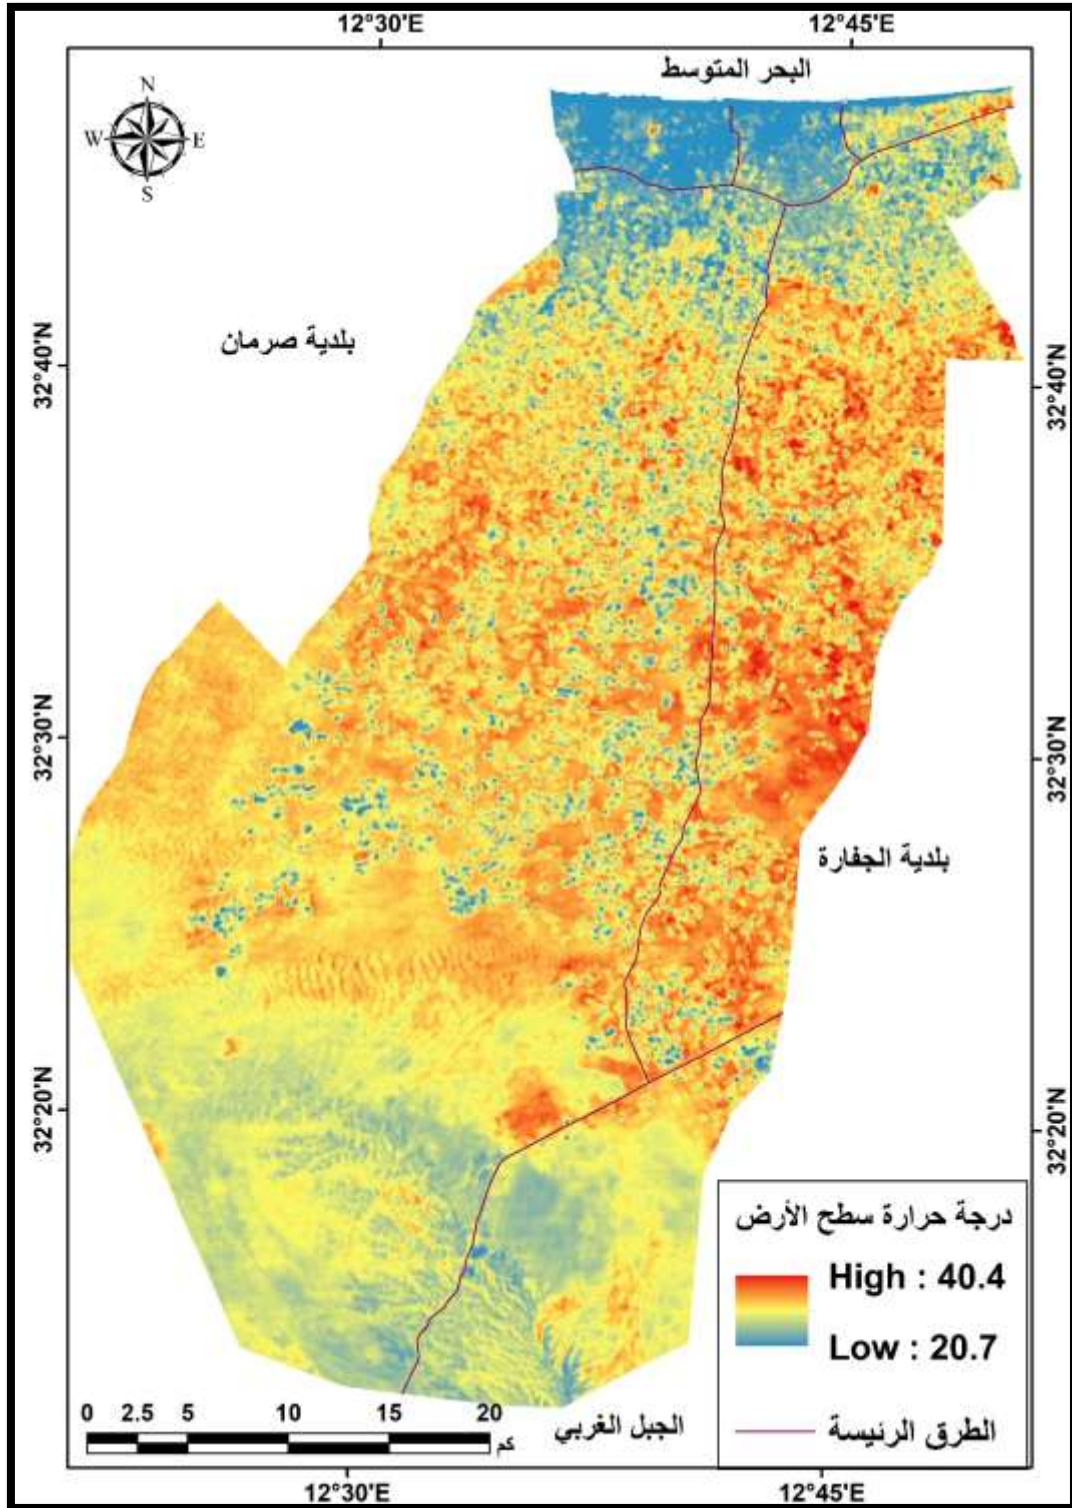 12°30'E
12°45'E
البحر المتوسط
N
W
E
S
بلدية صرمان
32°40'N
32°40'N
32°30'N
32°30'N
بلدية الجفارة
32°20'N
32°20'N
درجة حرارة سطح الأرض
High : 40.4
Low : 20.7
الطرق الرئيسة
0 2.5 5 10 15 20
كم
الجبل الغربي
12°30'E
12°45'E